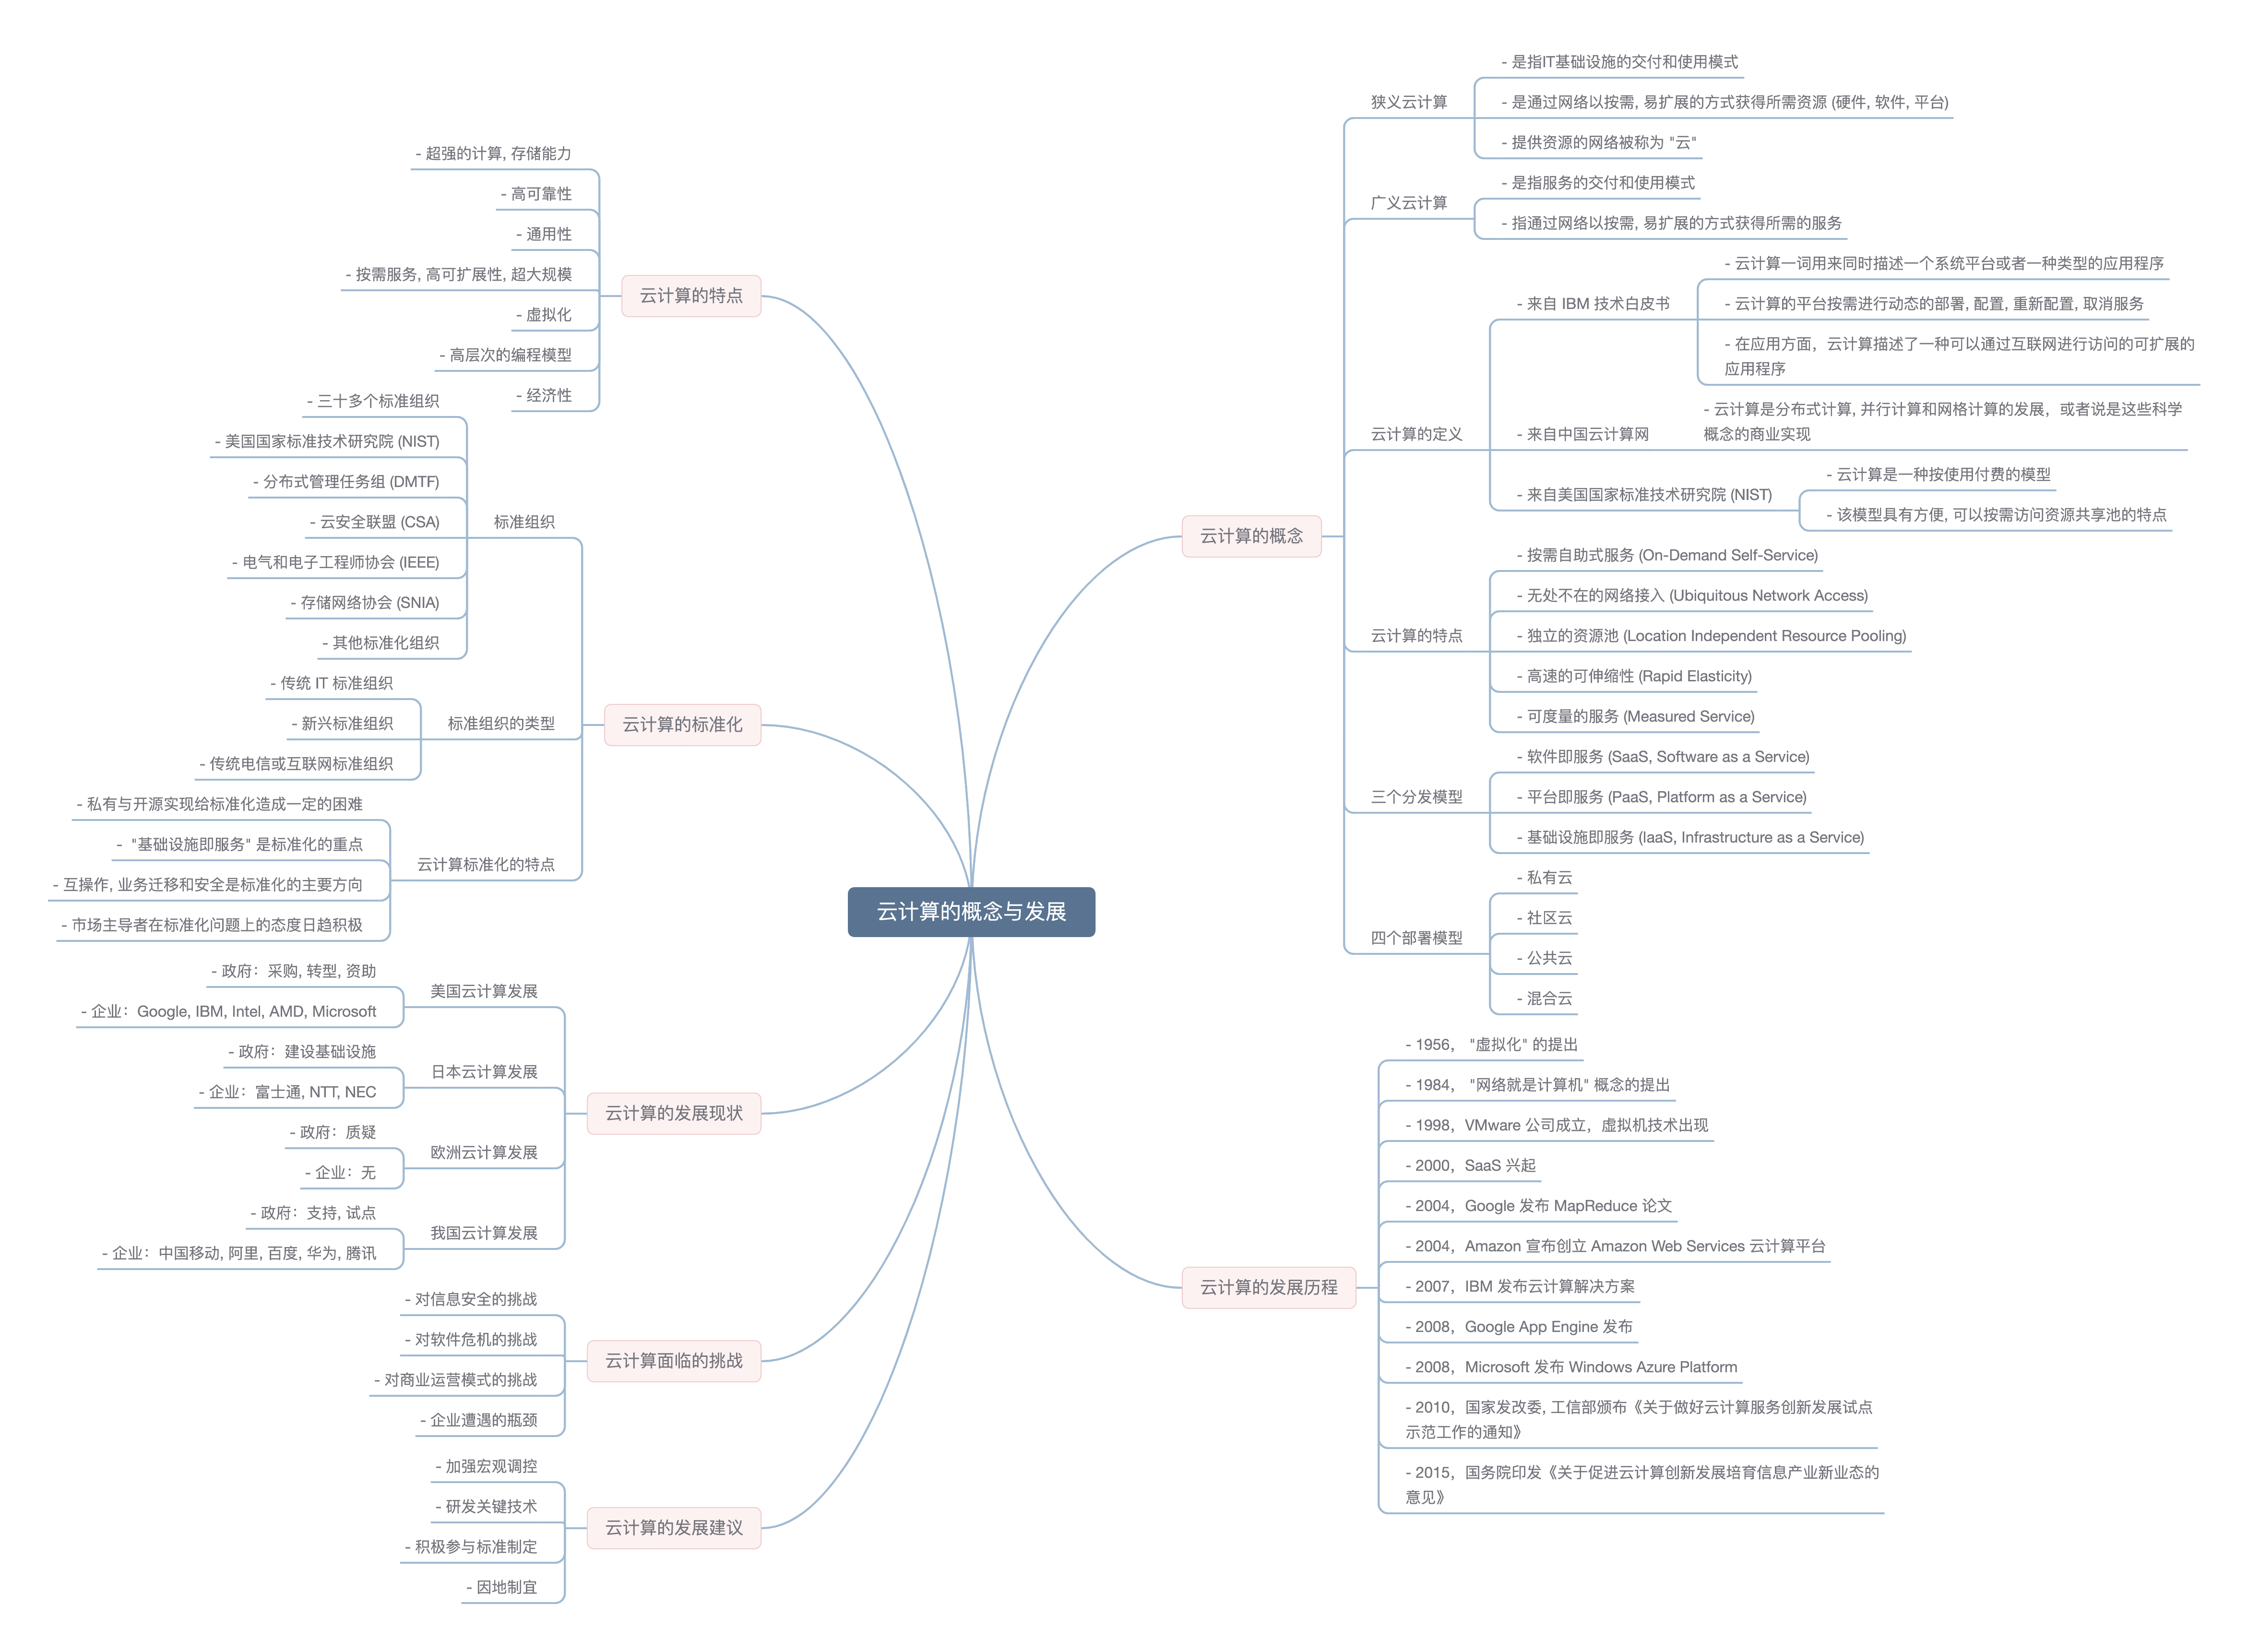 云计算的概念与发展
云计算的概念
狭义云计算
- 是指IT基础设施的交付和使用模式
- 是通过网络以按需, 易扩展的方式获得所需资源 (硬件, 软件, 平台)
- 提供资源的网络被称为 "云"
广义云计算
- 是指服务的交付和使用模式
- 指通过网络以按需, 易扩展的方式获得所需的服务
云计算的定义
- 来自 IBM 技术白皮书
- 云计算一词用来同时描述一个系统平台或者一种类型的应用程序
- 云计算的平台按需进行动态的部署, 配置, 重新配置, 取消服务
- 在应用方面，云计算描述了一种可以通过互联网进行访问的可扩展的
应用程序
- 来自中国云计算网
- 云计算是分布式计算, 并行计算和网格计算的发展，或者说是这些科学
概念的商业实现
- 来自美国国家标准技术研究院 (NIST)
- 云计算是一种按使用付费的模型
- 该模型具有方便, 可以按需访问资源共享池的特点
云计算的特点
- 按需自助式服务 (On-Demand Self-Service)
- 无处不在的网络接入 (Ubiquitous Network Access)
- 独立的资源池 (Location Independent Resource Pooling)
- 高速的可伸缩性 (Rapid Elasticity)
- 可度量的服务 (Measured Service)
三个分发模型
- 软件即服务 (SaaS, Software as a Service)
- 平台即服务 (PaaS, Platform as a Service)
- 基础设施即服务 (IaaS, Infrastructure as a Service)
四个部署模型
- 私有云
- 社区云
- 公共云
- 混合云
云计算的发展历程
- 1956， "虚拟化" 的提出
- 1984， "网络就是计算机" 概念的提出
- 1998，VMware 公司成立，虚拟机技术出现
- 2000，SaaS 兴起
- 2004，Google 发布 MapReduce 论文
- 2004，Amazon 宣布创立 Amazon Web Services 云计算平台
- 2007，IBM 发布云计算解决方案
- 2008，Google App Engine 发布
- 2008，Microsoft 发布 Windows Azure Platform
- 2010，国家发改委, 工信部颁布《关于做好云计算服务创新发展试点
示范工作的通知》
- 2015，国务院印发《关于促进云计算创新发展培育信息产业新业态的
意见》
云计算的特点
- 超强的计算, 存储能力
- 高可靠性
- 通用性
- 按需服务, 高可扩展性, 超大规模
- 虚拟化
- 高层次的编程模型
- 经济性
云计算的标准化
标准组织
- 三十多个标准组织
- 美国国家标准技术研究院 (NIST)
- 分布式管理任务组 (DMTF)
- 云安全联盟 (CSA)
- 电气和电子工程师协会 (IEEE)
- 存储网络协会 (SNIA)
- 其他标准化组织
标准组织的类型
- 传统 IT 标准组织
- 新兴标准组织
- 传统电信或互联网标准组织
云计算标准化的特点
- 私有与开源实现给标准化造成一定的困难
- "基础设施即服务" 是标准化的重点
- 互操作, 业务迁移和安全是标准化的主要方向
- 市场主导者在标准化问题上的态度日趋积极
云计算的发展现状
美国云计算发展
- 政府：采购, 转型, 资助
- 企业：Google, IBM, Intel, AMD, Microsoft
日本云计算发展
- 政府：建设基础设施
- 企业：富士通, NTT, NEC
欧洲云计算发展
- 政府：质疑
- 企业：无
我国云计算发展
- 政府：支持, 试点
- 企业：中国移动, 阿里, 百度, 华为, 腾讯
云计算面临的挑战
- 对信息安全的挑战
- 对软件危机的挑战
- 对商业运营模式的挑战
- 企业遭遇的瓶颈
云计算的发展建议
- 加强宏观调控
- 研发关键技术
- 积极参与标准制定
- 因地制宜